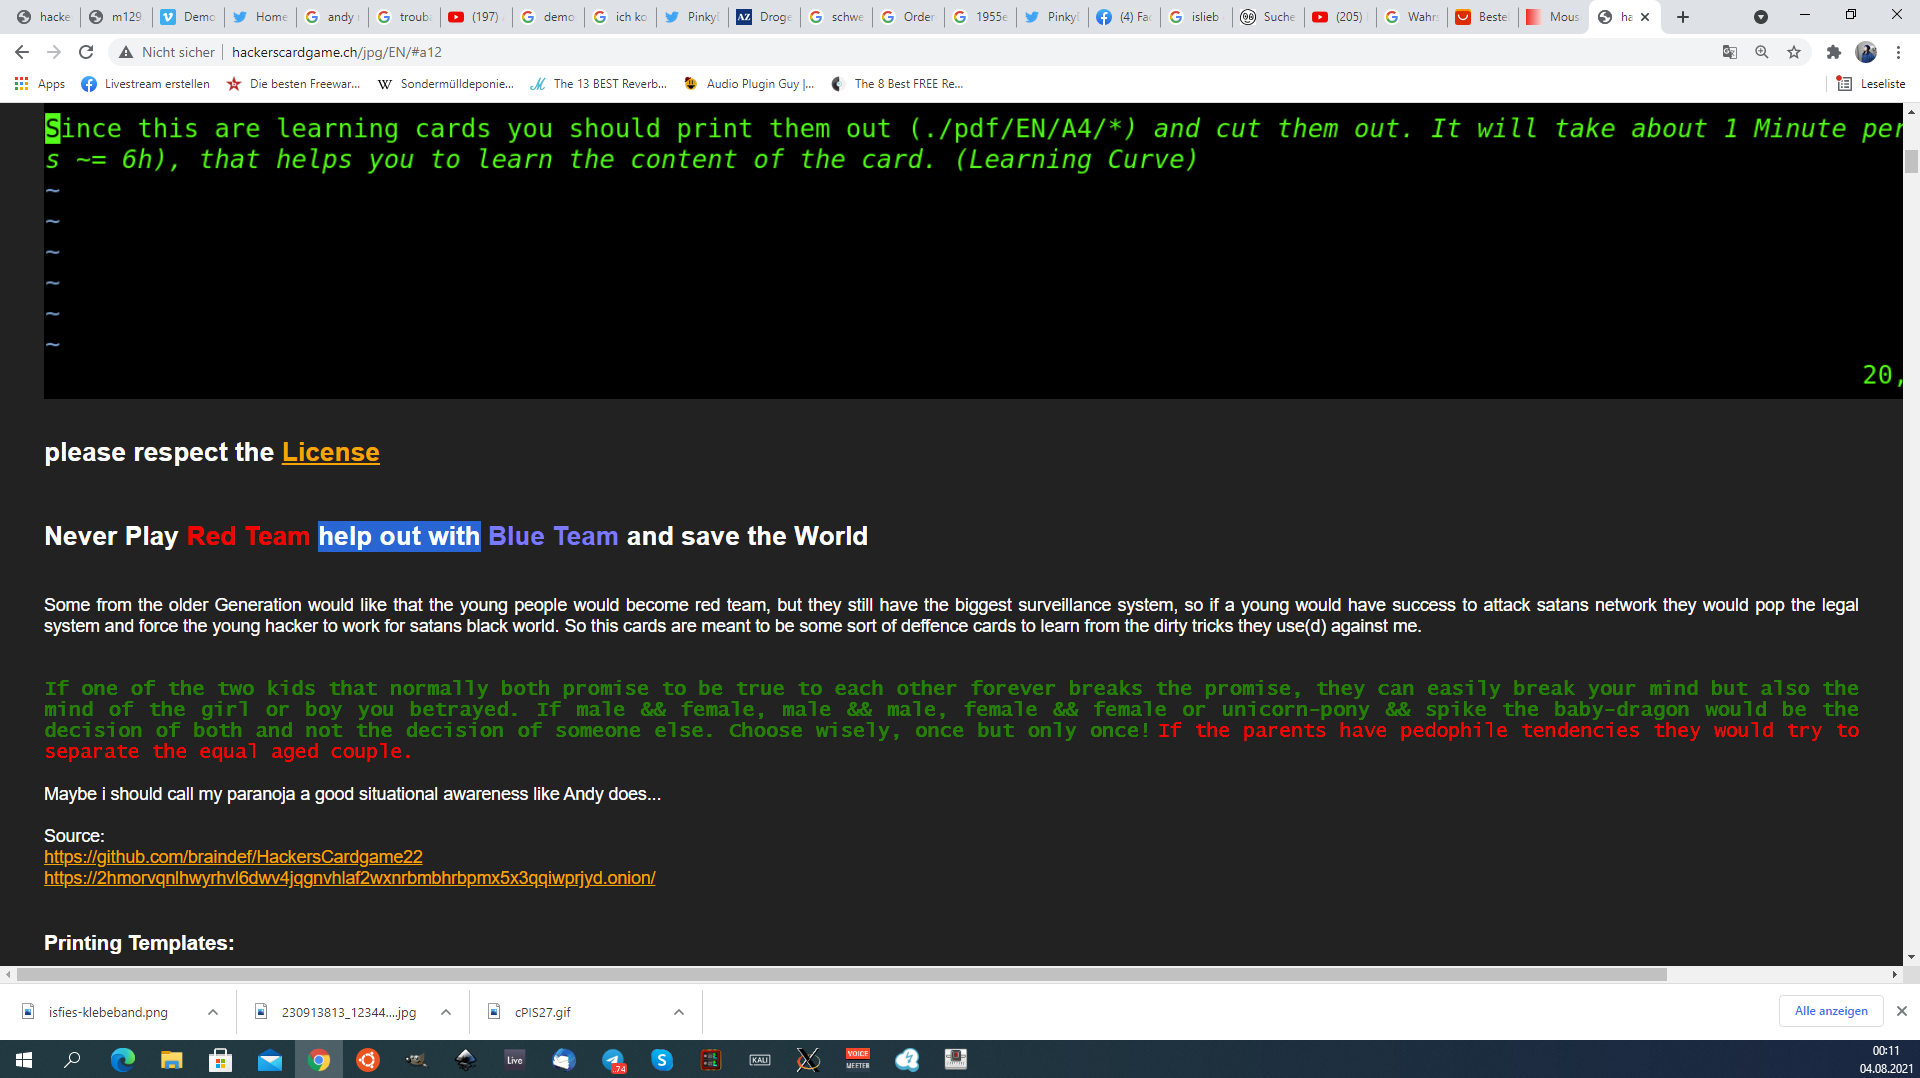 hacke
m129
Demo
Home
andy
troub
(197)
demo
ich ko
Pinky
Droge
schwe
Order
1955e
Pinky
(4) Fac
islieb
Suche
(205)
Wahrs
Bestel
Mous
ha
Nicht sicher
hackerscardgame.ch/jpg/EN/#a12
Apps
Livestream erstellen
Die besten Freewar...
Sondermülldeponie...
The 13 BEST Reverb...
Audio Plugin Guy |...
The 8 Best FREE Re...
Leseliste
Since this are learning cards you should print them out (./pdf/EN/A4/*) and cut them out. It will take about 1 Minute per
s ~= 6h), that helps you to learn the content of the card. (Learning Curve)
~
~
~
~
~
~
20,
please respect the License
Never Play Red Team help out with Blue Team and save the World
Some from the older Generation would like that the young people would become red team, but they still have the biggest surveillance system, so if a young would have success to attack satans network they would pop the legal
system and force the young hacker to work for satans black world. So this cards are meant to be some sort of deffence cards to learn from the dirty tricks they use(d) against me.
If one of the two kids that normally both promise to be true to each other forever breaks the promise, they can easily break your mind but also the
mind of the girl or boy you betrayed. If male && female, male && male, female && female or unicorn-pony && spike the baby-dragon would be the
decision of both and not the decision of someone else. Choose wisely, once but only once! If the parents have pedophile tendencies they would try to
separate the equal aged couple.
Maybe i should call my paranoja a good situational awareness like Andy does...
Source:
https://github.com/braindef/HackersCardgame22
https://2hmorvqnlhwyrhvl6dwv4jqgnvhlaf2wxnrbmbhrbpmx5x3qqiwprjyd.onion/
Printing Templates:
isfies-klebeband.png
230913813_12344....jpg
cPIS27.gif
Alle anzeigen
Live
74
KALI
VOICE
MEETER
00:11
04.08.2021